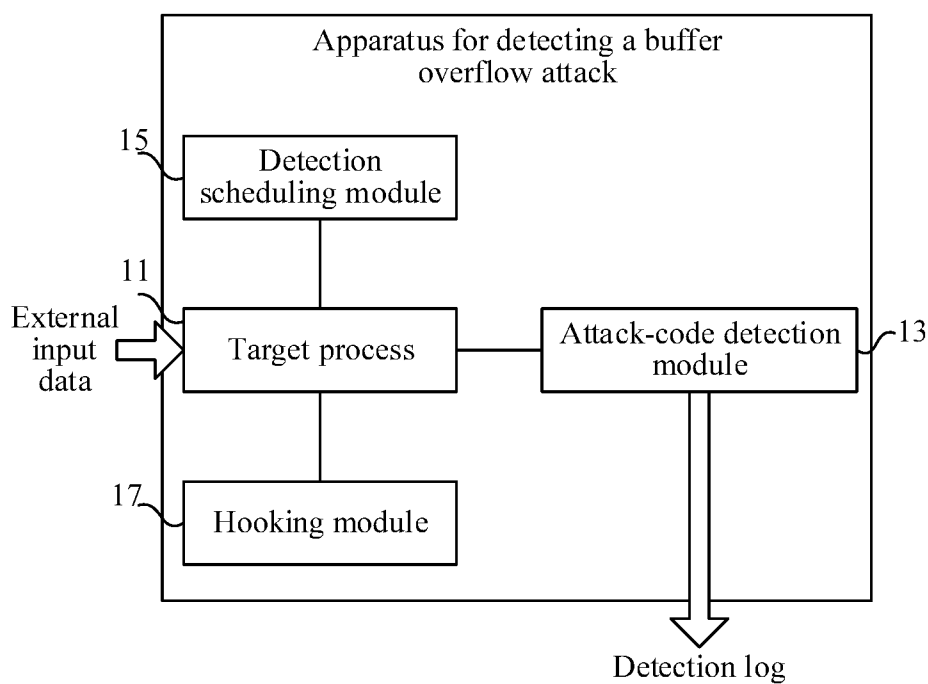 Apparatus for detecting a buffer
overflow attack
15
Detection
scheduling module
11
External
input
data
Target process
Attack-code detection
module
13
17
Hooking module
Detection log